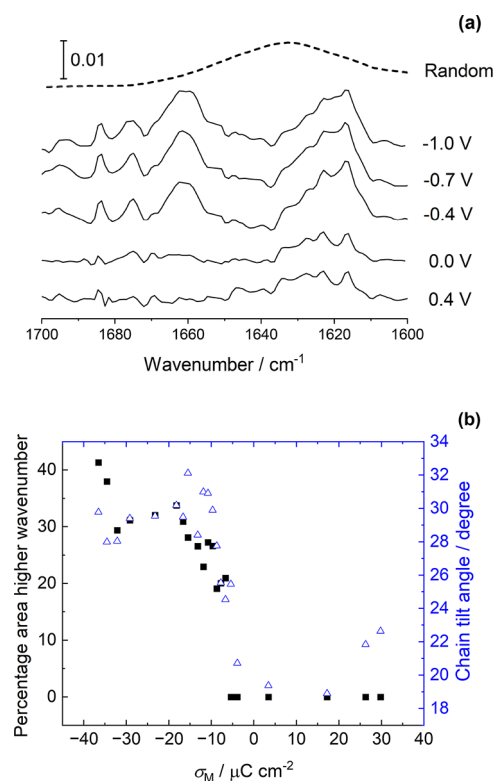 (a)
0.01
Random
-1.0 V
-0.7 V
-0.4 V
0.0 V
0.4 V
1700 1680 1660 1640 1620 1600
Wavenumber / cm-1
(b)
Percentage area higher wavenumber
40
30
20
10
0
34
32
30
28
26
24
22
20
18
Chain tilt angle / degree
−40 −30 −20 −10 0 10 20 30 40
σM / μC cm-2